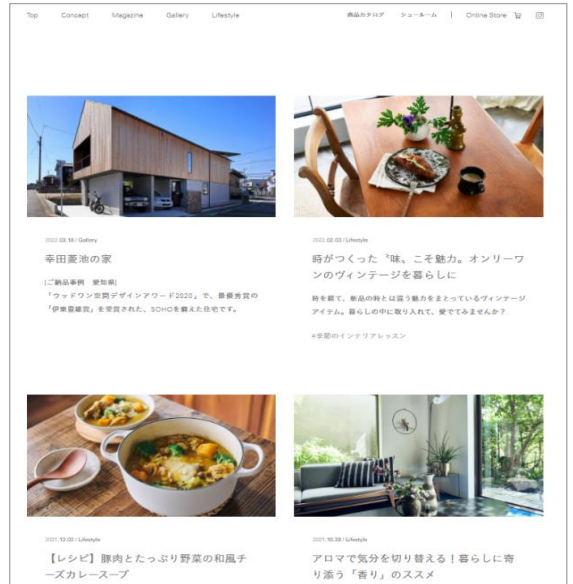 Top Concept Magazine Gallery Lifestyle 商品カタログ ショールーム | Online Store
2022. 03. 18 / Gallery
幸田菱池の家
[ご納品事例　愛知県]
「ウッドワン空間デザインアワード2020」で、最優秀賞の
「伊東豊雄賞」を受賞された、SOHOを備えた住宅です。
2022. 02. 03 / Lifestyle
時がつくった〝味〟こそ魅力。オンリーワ
ンのヴィンテージを暮らしに
時を経て、新品の時とは違う魅力をまとっているヴィンテージ
アイテム。暮らしの中に取り入れて、愛でてみませんか？
#季節のインテリアレッスン
2021. 12. 02 / Lifestyle
【レシピ】豚肉とたっぷり野菜の和風チ
ーズカレースープ
2021. 10. 28 / Lifestyle
アロマで気分を切り替える！暮らしに寄
り添う「香り」のススメ